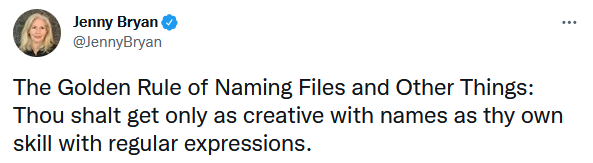 Jenny Bryan
@JennyBryan
The Golden Rule of Naming Files and Other Things:
Thou shalt get only as creative with names as thy own
skill with regular expressions.